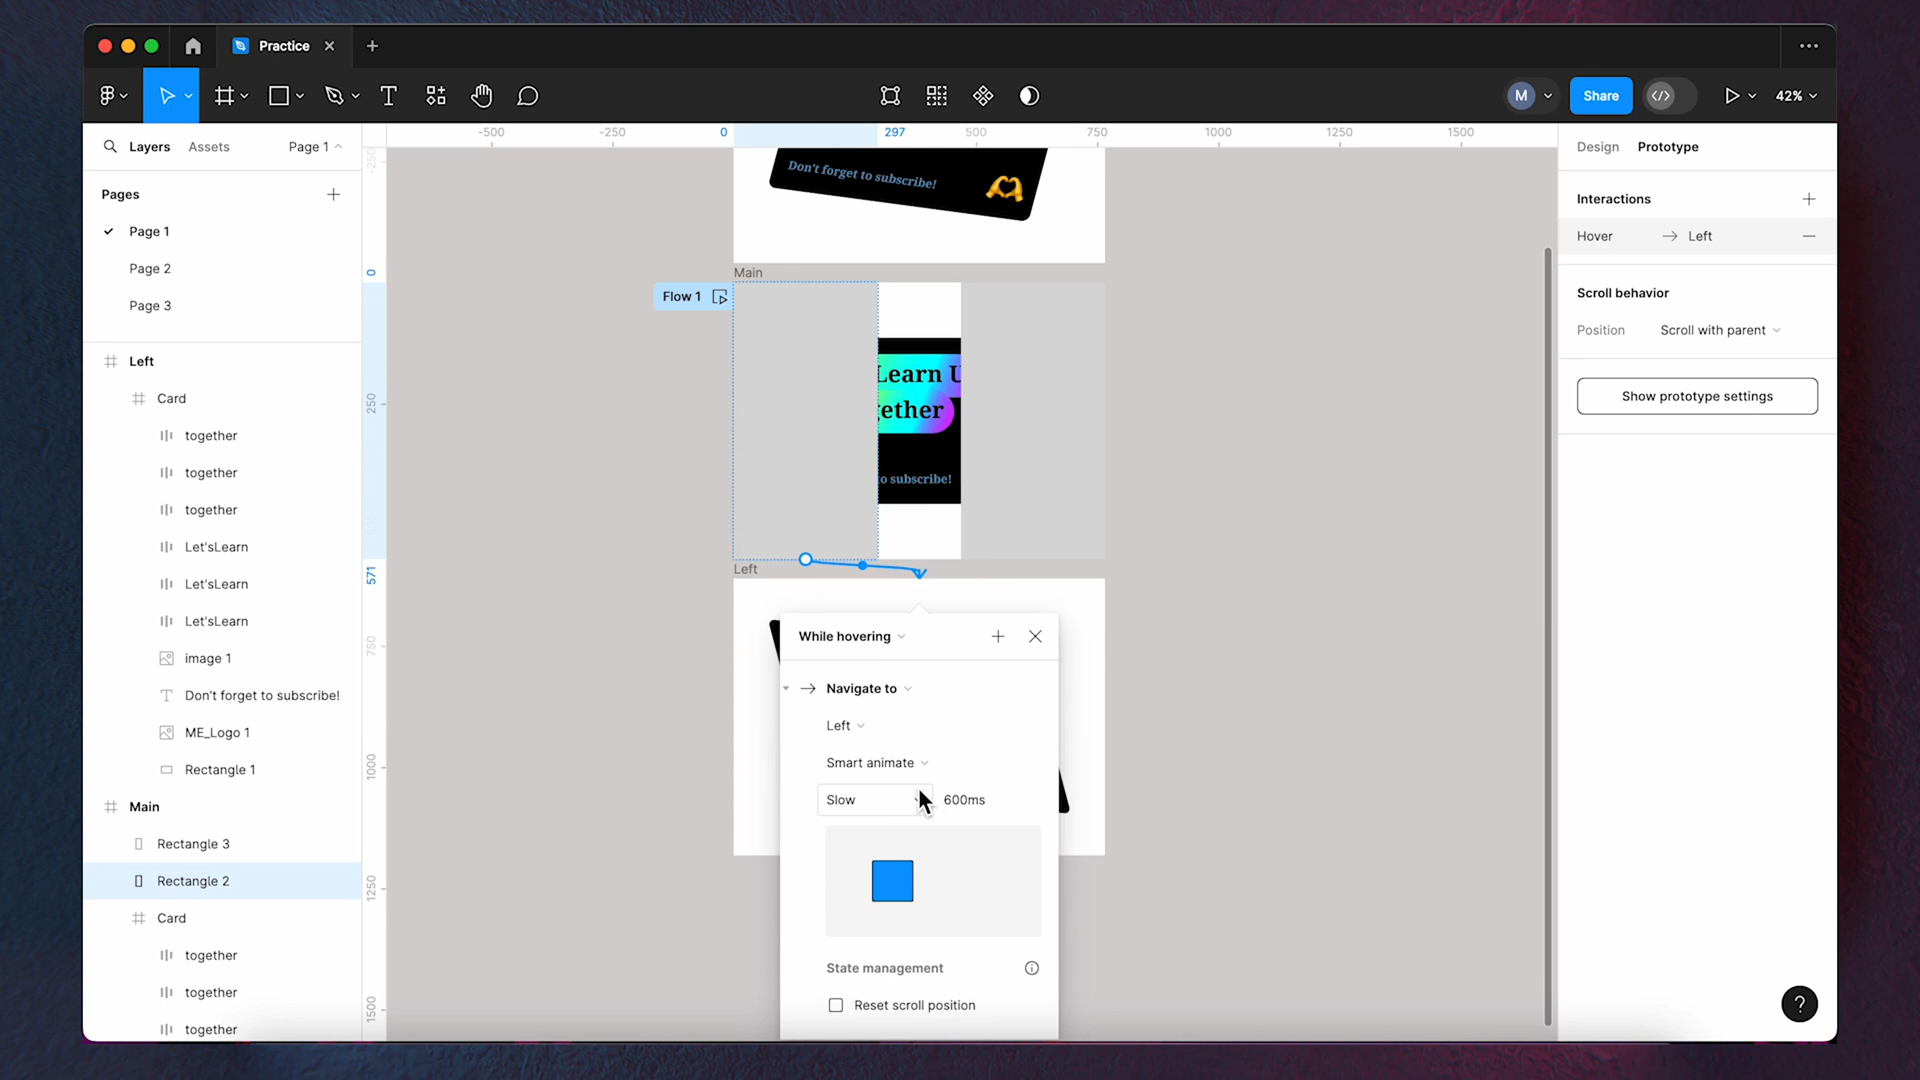 Practice
M
Share
42%
Layers
Assets
Page 1
Pages
Page 1
Page 2
Page 3
Left
Card
together
together
together
Let'sLearn
Let'sLearn
Let'sLearn
image 1
Don't forget to subscribe!
ME_Logo 1
Rectangle 1
Main
Rectangle 3
Rectangle 2
Card
together
together
together
-500
-250
0
297
500
750
1000
1250
1500
-250
0
250
571
750
1000
1250
1500
Don't forget to subscribe!
Main
Flow 1
Learn U
gether
o subscribe!
Left
While hovering
Navigate to
Left
Smart animate
Slow
600ms
State management
Reset scroll position
Design
Prototype
Interactions
Hover
Left
Scroll behavior
Position
Scroll with parent
Show prototype settings
?